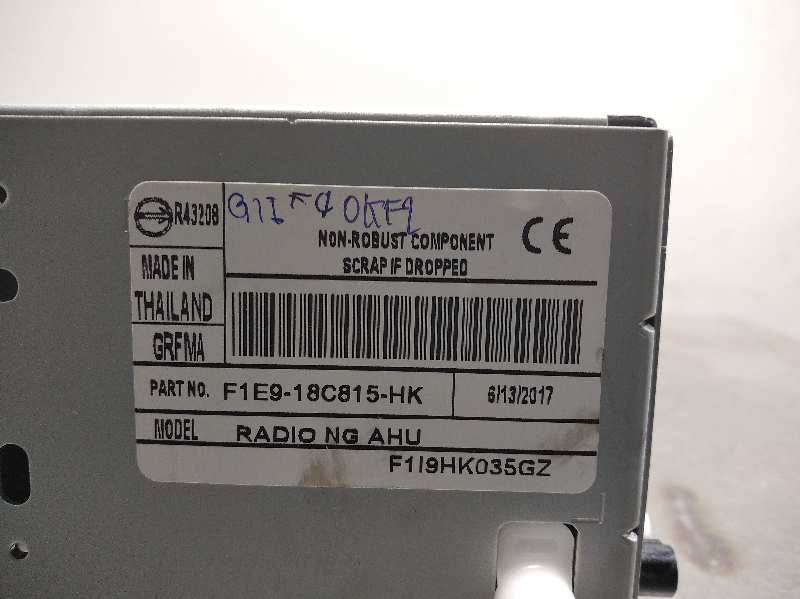 R43208
NON-ROBUST COMPONENT
SCRAP IF DROPPED
CE
MADE IN
THAILAND
GRFMA
PART NO. F1E9-18C815-HK 6/13/2017
MODEL RADIO NG AHU
F1I9HK035GZ